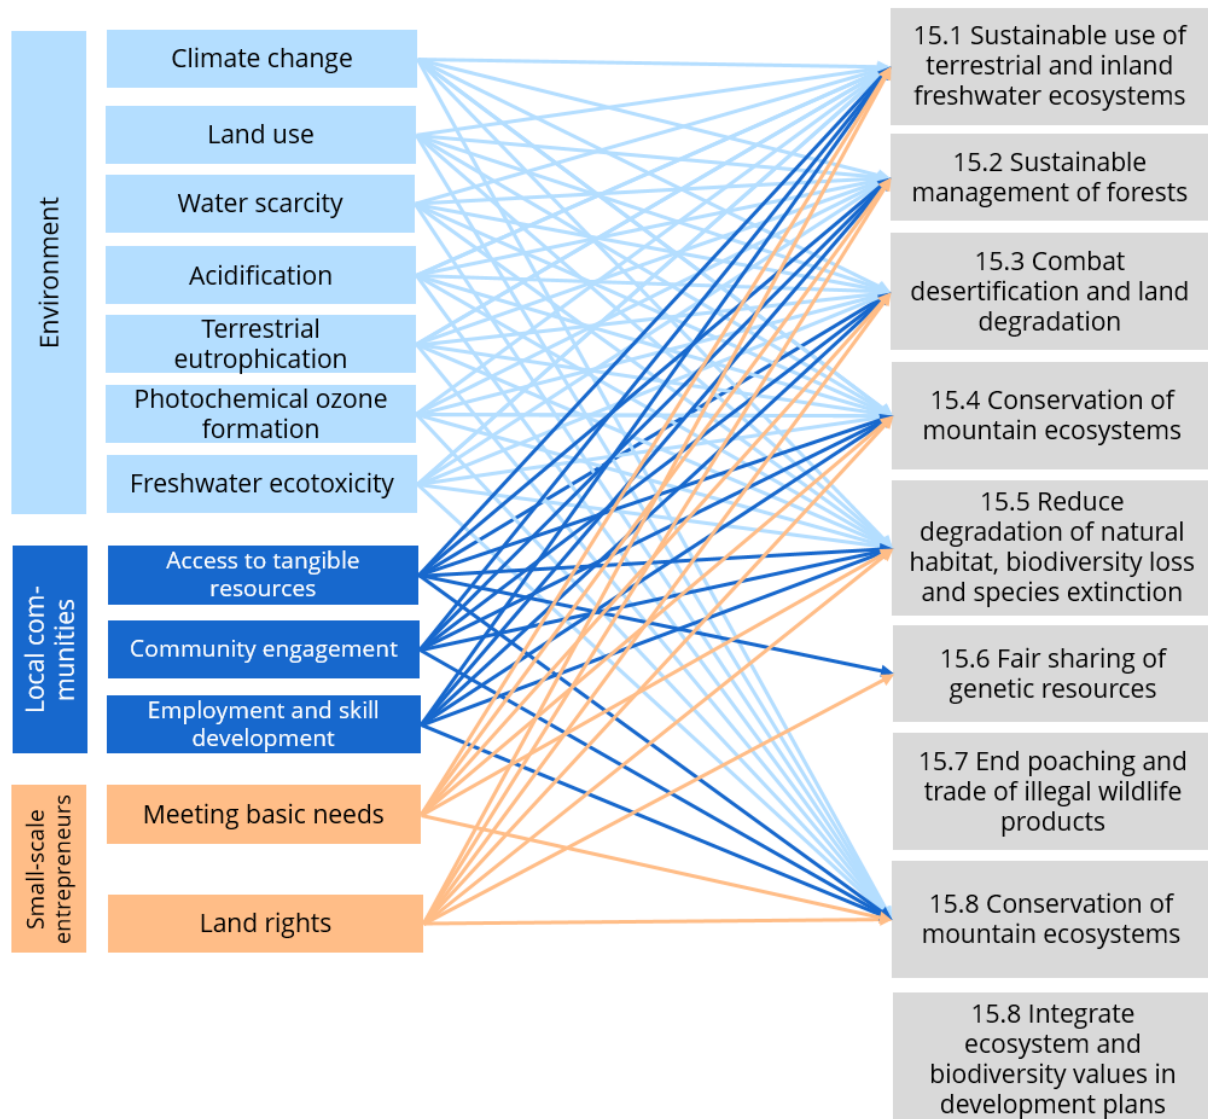 Environment
Climate change
Land use
Water scarcity
Acidification
Terrestrial
eutrophication
Photochemical ozone
formation
Freshwater ecotoxicity
Local com-
munities
Access to tangible
resources
Community engagement
Employment and skill
development
Small-scale
entrepreneurs
Meeting basic needs
Land rights
15.1 Sustainable use of
terrestrial and inland
freshwater ecosystems
15.2 Sustainable
management of forests
15.3 Combat
desertification and land
degradation
15.4 Conservation of
mountain ecosystems
15.5 Reduce
degradation of natural
habitat, biodiversity loss
and species extinction
15.6 Fair sharing of
genetic resources
15.7 End poaching and
trade of illegal wildlife
products
15.8 Conservation of
mountain ecosystems
15.8 Integrate
ecosystem and
biodiversity values in
development plans